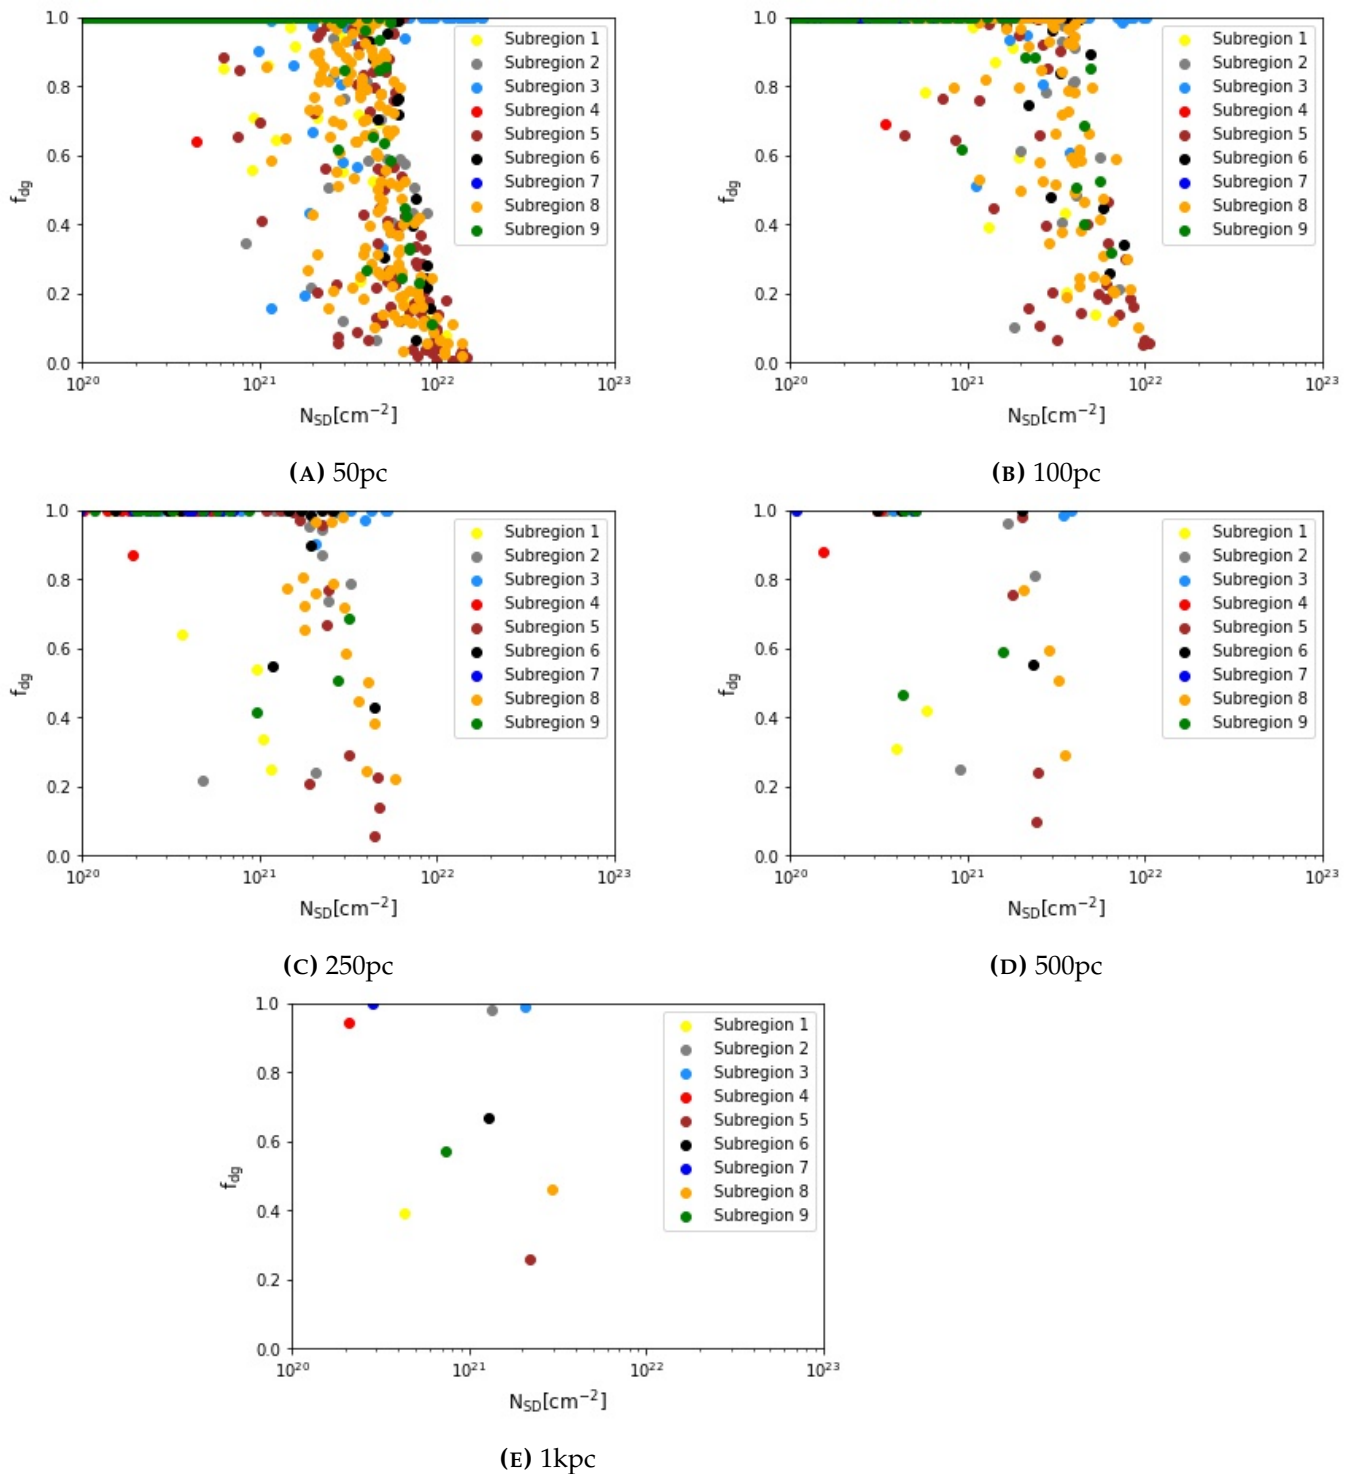 1.0
0.8
0.6
0.4
0.2
0.0
f_dg
10^20 10^21 10^22 10^23
N_SD[cm^−2]
Subregion 1
Subregion 2
Subregion 3
Subregion 4
Subregion 5
Subregion 6
Subregion 7
Subregion 8
Subregion 9
(A) 50pc
1.0
0.8
0.6
0.4
0.2
0.0
f_dg
10^20 10^21 10^22 10^23
N_SD[cm^−2]
Subregion 1
Subregion 2
Subregion 3
Subregion 4
Subregion 5
Subregion 6
Subregion 7
Subregion 8
Subregion 9
(B) 100pc
1.0
0.8
0.6
0.4
0.2
0.0
f_dg
10^20 10^21 10^22 10^23
N_SD[cm^−2]
Subregion 1
Subregion 2
Subregion 3
Subregion 4
Subregion 5
Subregion 6
Subregion 7
Subregion 8
Subregion 9
(C) 250pc
1.0
0.8
0.6
0.4
0.2
0.0
f_dg
10^20 10^21 10^22 10^23
N_SD[cm^−2]
Subregion 1
Subregion 2
Subregion 3
Subregion 4
Subregion 5
Subregion 6
Subregion 7
Subregion 8
Subregion 9
(D) 500pc
1.0
0.8
0.6
0.4
0.2
0.0
f_dg
10^20 10^21 10^22 10^23
N_SD[cm^−2]
Subregion 1
Subregion 2
Subregion 3
Subregion 4
Subregion 5
Subregion 6
Subregion 7
Subregion 8
Subregion 9
(E) 1kpc